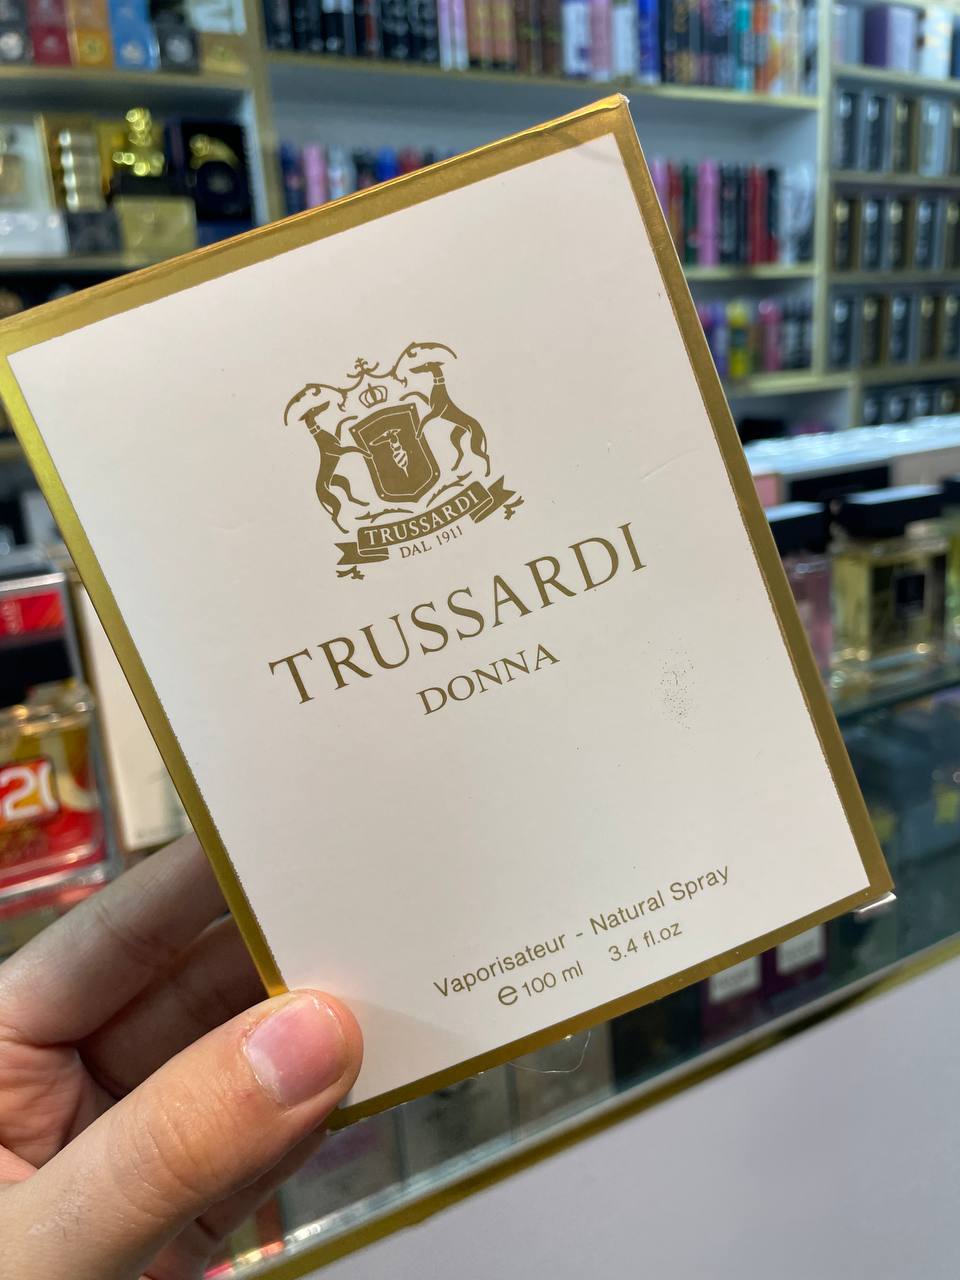 TRUSSARDI
DAL 1911
TRUSSARDI
DONNA
Vaporisateur - Natural Spray
e 100 ml 3.4 fl.oz